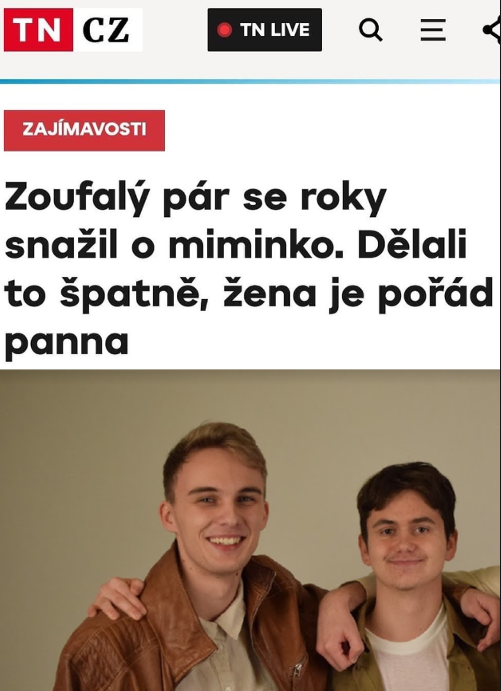 TN CZ
TN LIVE
ZAJÍMAVOSTI
Zoufalý pár se roky
snažil o miminko. Dělali
to špatně, žena je pořád
panna